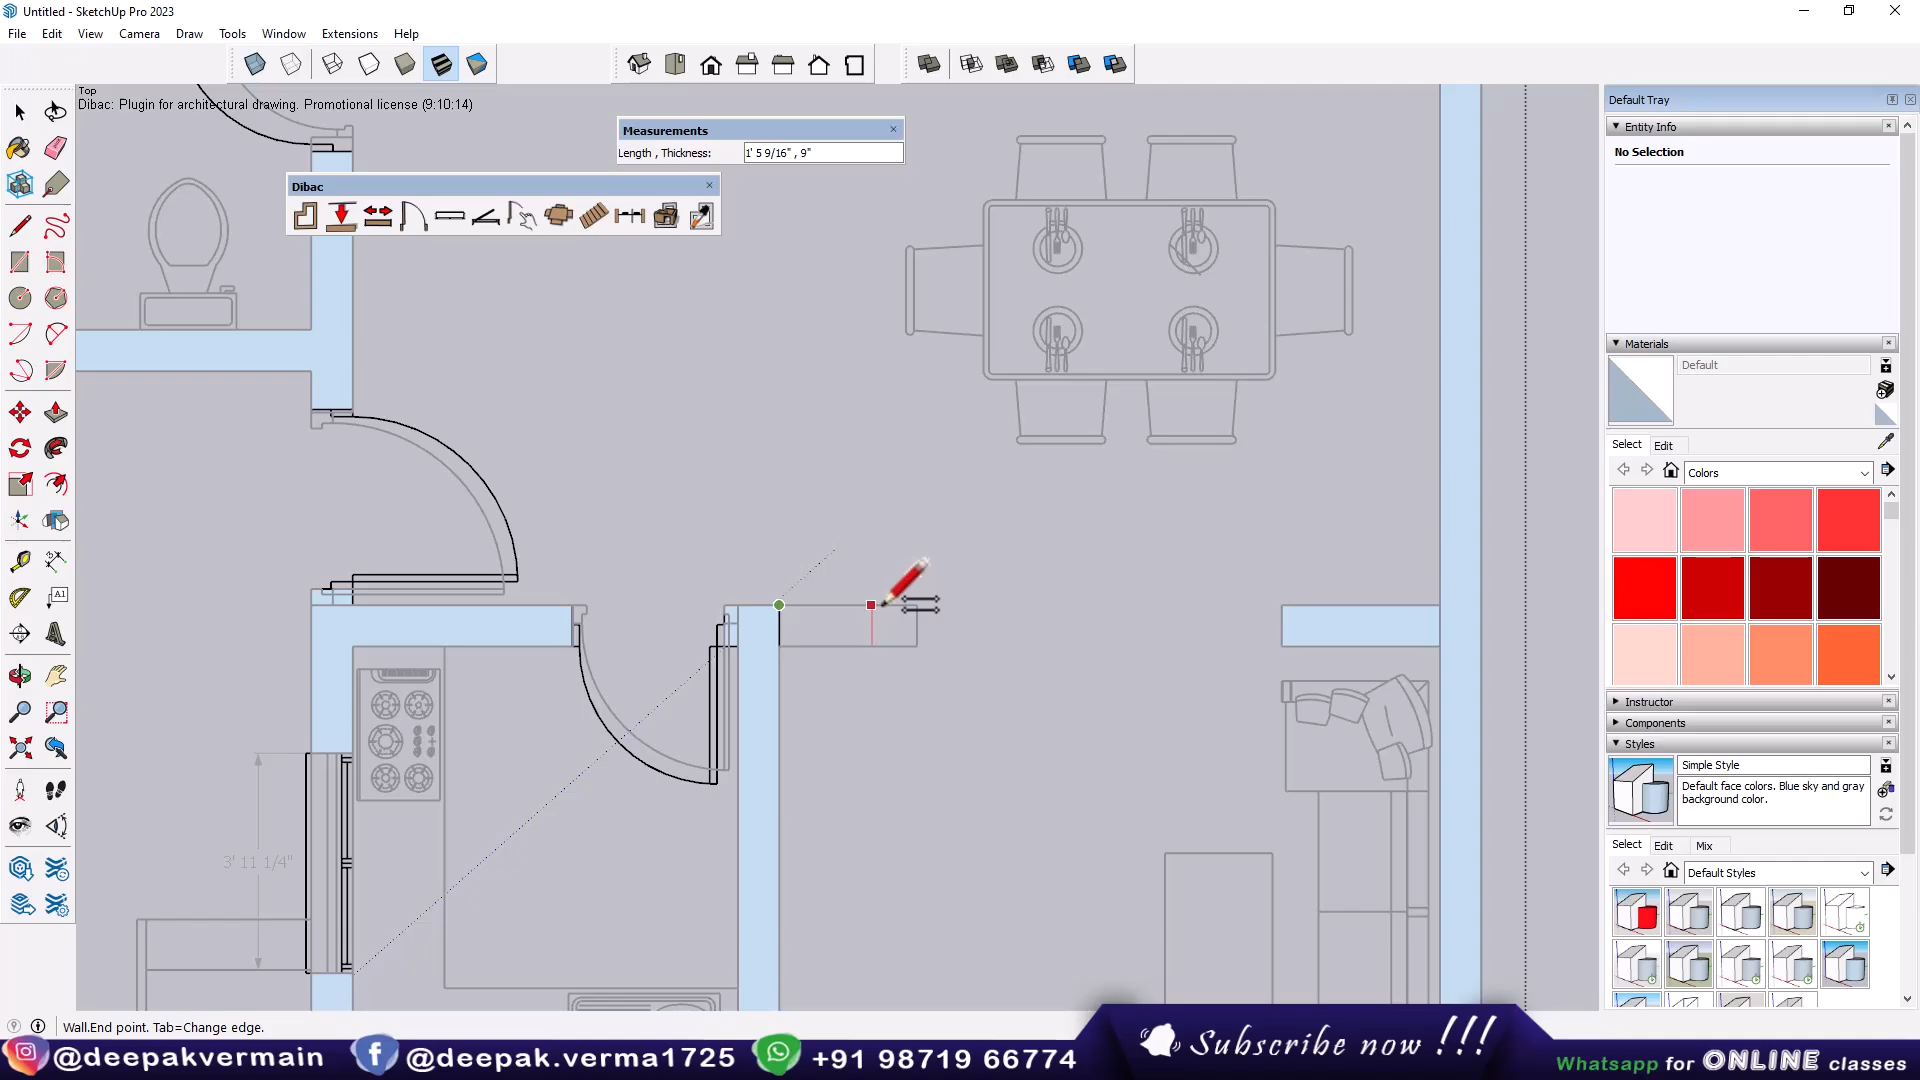 Untitled - SketchUp Pro 2023
File Edit View Camera Draw Tools Window Extensions Help
Top
Dibac: Plugin for architectural drawing. Promotional license (9:10:14)
Measurements
Length , Thickness: 1' 5 9/16" , 9"
Dibac
Default Tray
Entity Info
No Selection
Materials
Default
Select Edit
Colors
Instructor
Components
Styles
Simple Style
Default face colors. Blue sky and gray
background color.
Select Edit Mix
Default Styles
A1
3' 11 1/4"
Wall.End point. Tab=Change edge.
@deepakvermain @deepak.verma1725 +91 98719 66774
Subscribe now !!!
Whatsapp for ONLINE classes